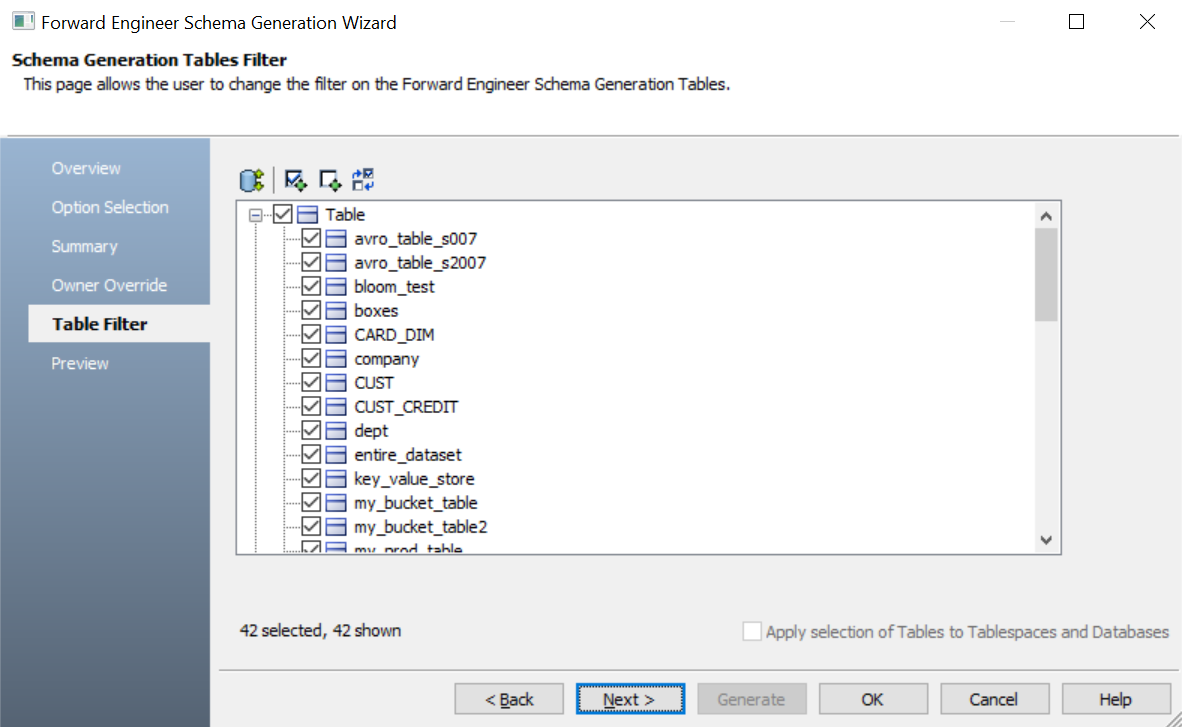 Forward Engineer Schema Generation Wizard
Schema Generation Tables Filter
This page allows the user to change the filter on the Forward Engineer Schema Generation Tables.
Overview
Option Selection
Summary
Owner Override
Table Filter
Preview
Table
avro_table_s007
avro_table_s2007
bloom_test
boxes
CARD_DIM
company
CUST
CUST_CREDIT
dept
entire_dataset
key_value_store
my_bucket_table
my_bucket_table2
my_prod_table
42 selected, 42 shown
Apply selection of Tables to Tablespaces and Databases
< Back
Next >
Generate
OK
Cancel
Help